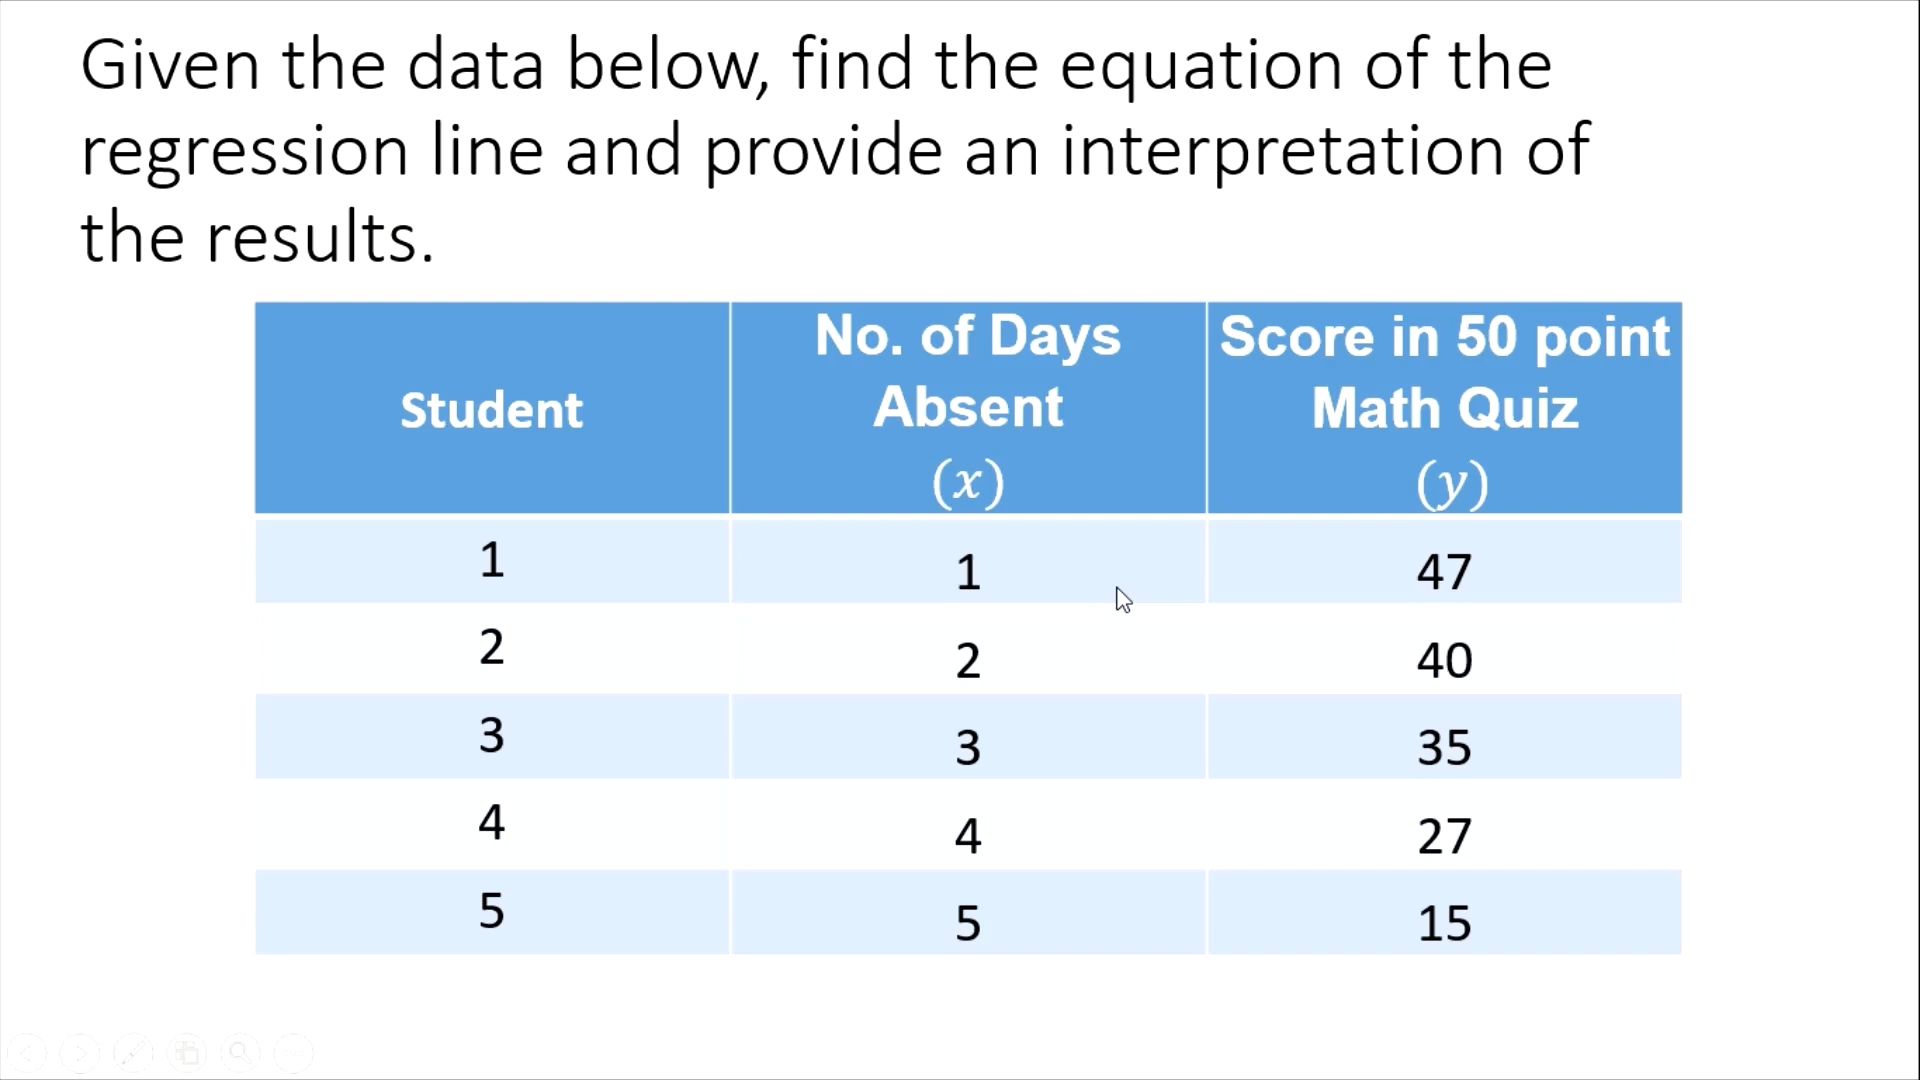 Given the data below, find the equation of the
regression line and provide an interpretation of
the results.
Student
No. of Days
Absent
(x)
Score in 50 point
Math Quiz
(y)
1 1 47
2 2 40
3 3 35
4 4 27
5 5 15